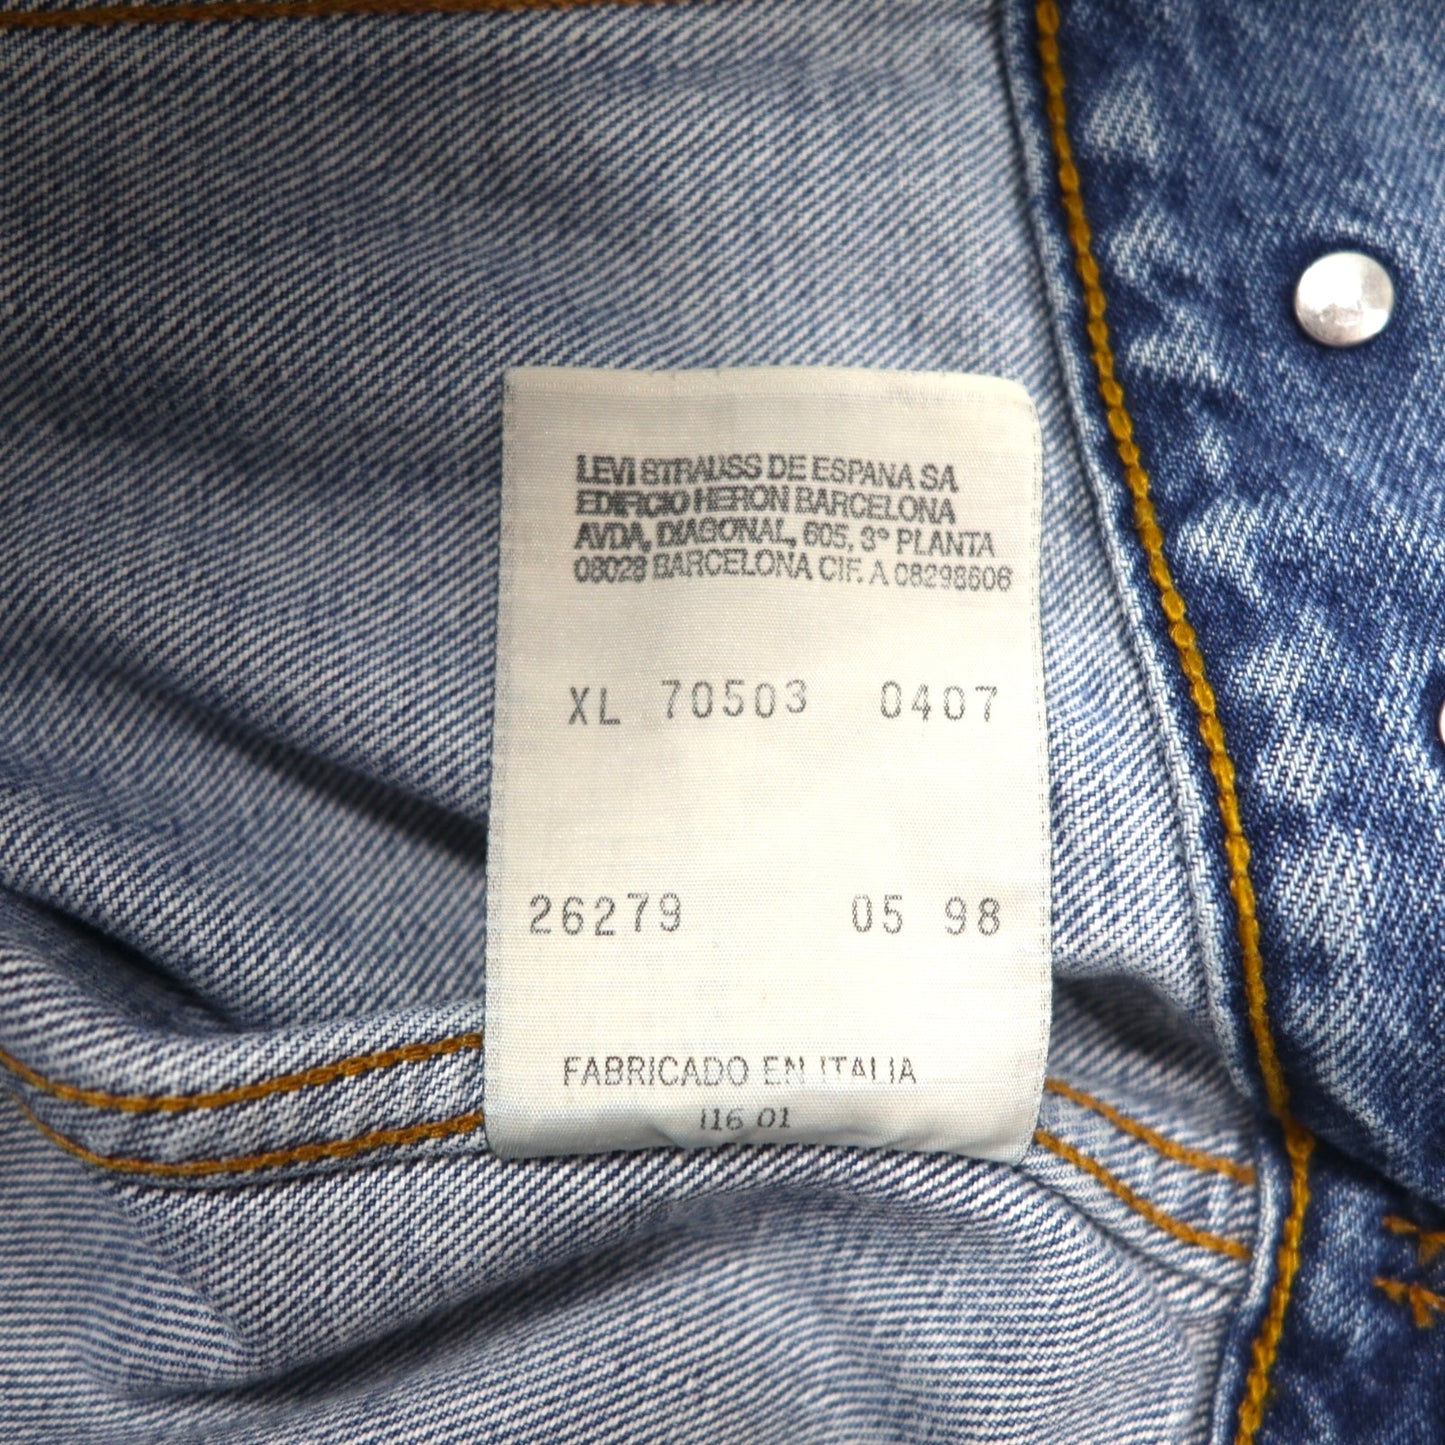 LEVI STRAUSS DE ESPANA SA
EDIFICIO HERON BARCELONA
AVDA, DIAGONAL, 605, 3º PLANTA
08028 BARCELONA CIF. A 08298606
XL 70503 0407
26279 05 98
FABRICADO EN ITALIA
116 01